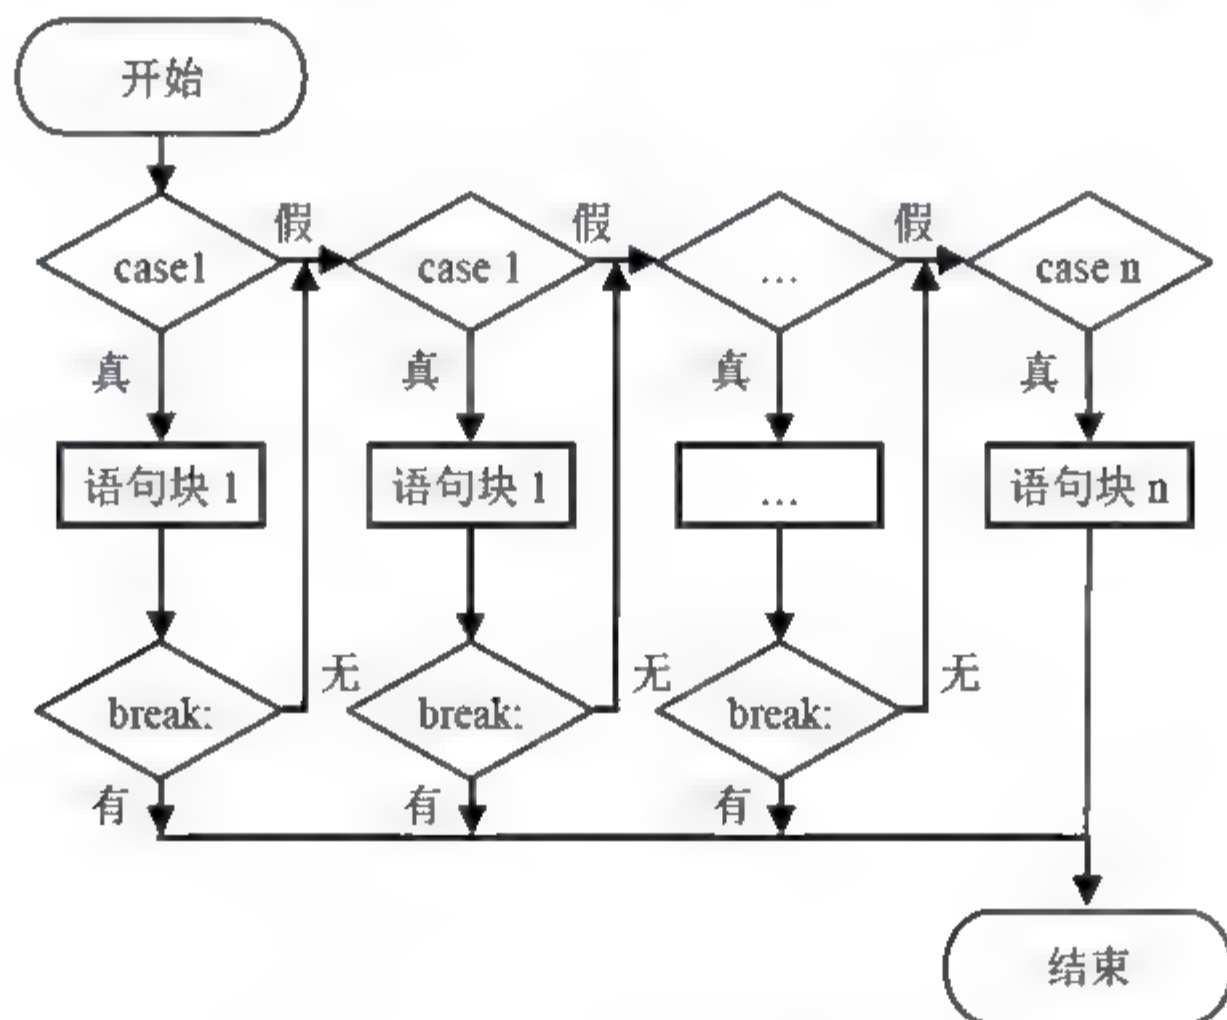 开始
假 假 假
case1 case 1 … case n
真 真 真 真
语句块 1 语句块 1 … 语句块 n
无 无 无
break: break: break:
有 有 有
结束